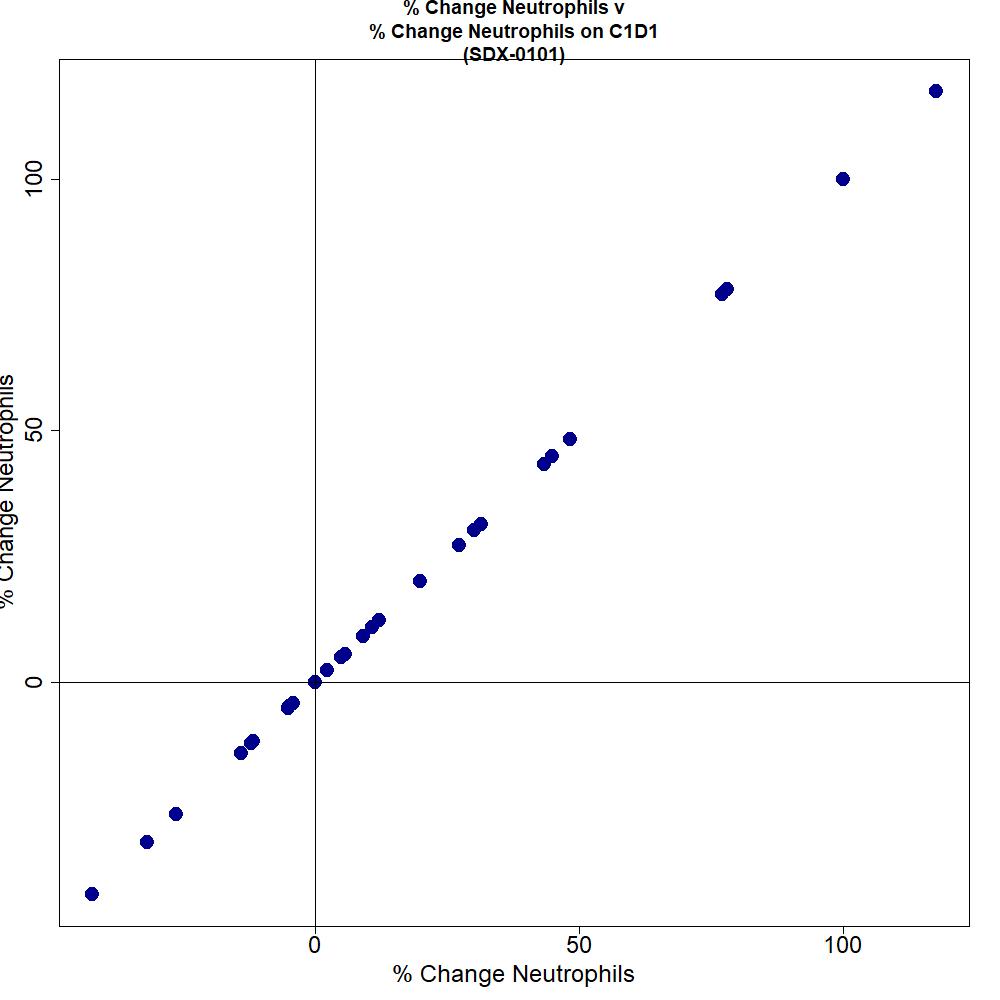 % Change Neutrophils v
% Change Neutrophils on C1D1
(SDX-0101)
% Change Neutrophils
100
50
0
0
50
100
% Change Neutrophils